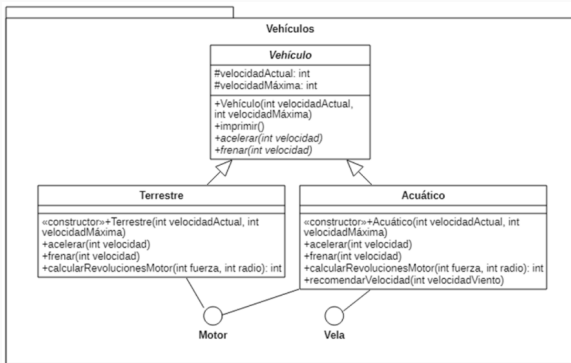 Vehículos
Vehículo
#velocidadActual: int
#velocidadMáxima: int
+Vehículo(int velocidadActual,
int velocidadMáxima)
+imprimir()
+acelerar(int velocidad)
+frenar(int velocidad)
Terrestre
«constructor»+Terrestre(int velocidadActual, int
velocidadMáxima)
+acelerar(int velocidad)
+frenar(int velocidad)
+calcularRevolucionesMotor(int fuerza, int radio): int
Acuático
«constructor»+Acuático(int velocidadActual, int
velocidadMáxima)
+acelerar(int velocidad)
+frenar(int velocidad)
+calcularRevolucionesMotor(int fuerza, int radio): int
+recomendarVelocidad(int velocidadViento)
Motor
Vela